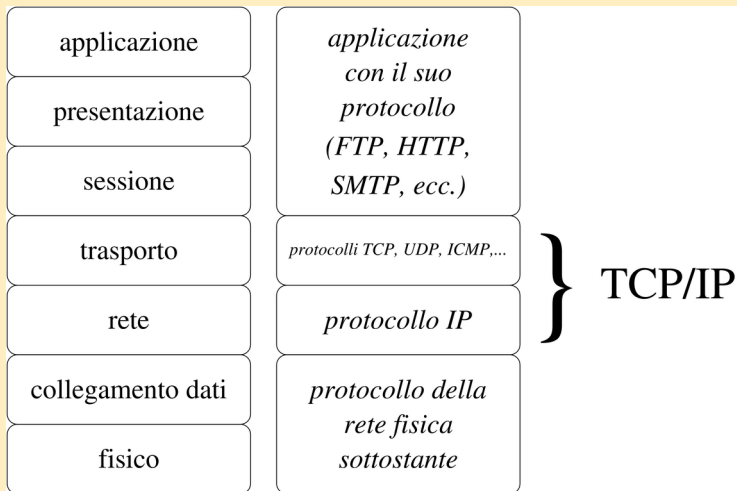 applicazione
presentazione
sessione
trasporto
rete
collegamento dati
fisico
applicazione
con il suo
protocollo
(FTP, HTTP,
SMTP, ecc.)
protocolli TCP, UDP, ICMP,...
protocollo IP
protocollo della
rete fisica
sottostante
} TCP/IP